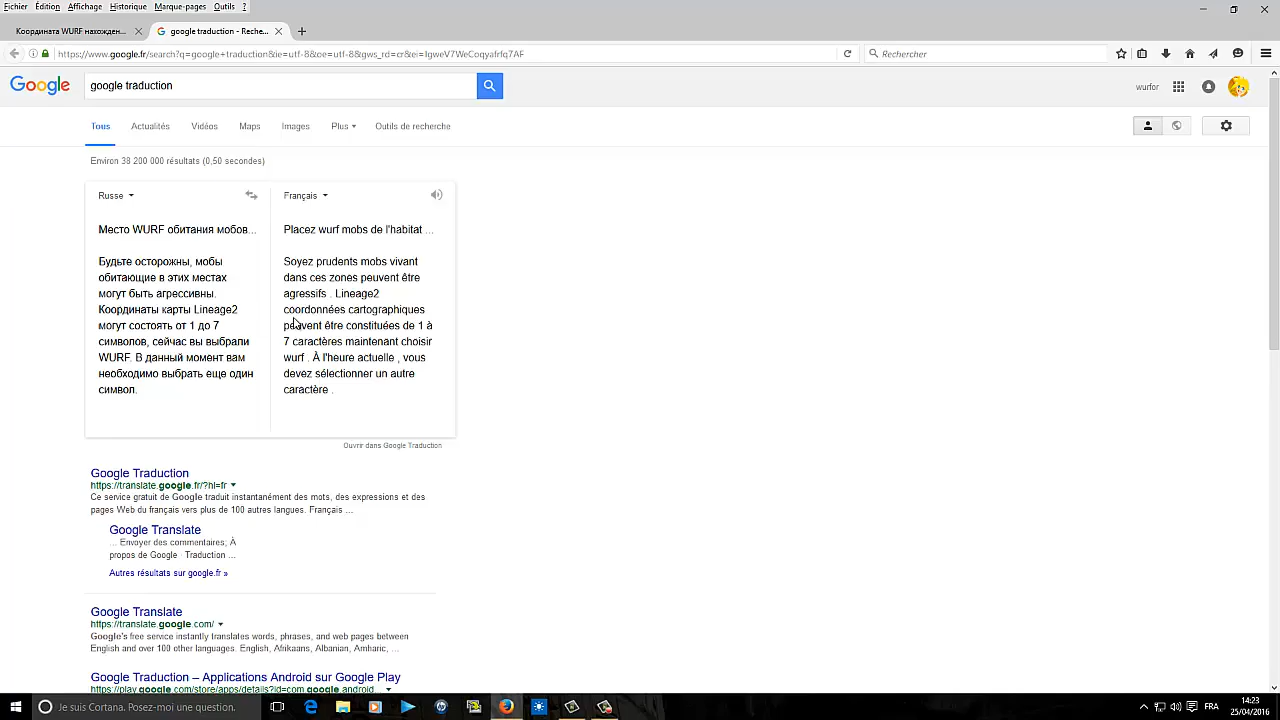 Fichier Édition Affichage Historique Marque-pages Outils ?
Координата WURF нахожден...
google traduction - Reche...
https://www.google.fr/search?q=google+traduction&ie=utf-8&oe=utf-8&gws_rd=cr&ei=IgweV7WeCoqyafrfq7AF
Rechercher
Google
google traduction
wurfor
Tous Actualités Vidéos Maps Images Plus Outils de recherche
Environ 38 200 000 résultats (0,50 secondes)
Russe
Место WURF обитания мобов...
Будьте осторожны, мобы
обитающие в этих местах
могут быть агрессивны.
Координаты карты Lineage2
могут состоять от 1 до 7
символов, сейчас вы выбрали
WURF. В данный момент вам
необходимо выбрать еще один
символ.
Français
Placez wurf mobs de l'habitat ...
Soyez prudents mobs vivant
dans ces zones peuvent être
agressifs . Lineage2
coordonnées cartographiques
peuvent être constituées de 1 à
7 caractères maintenant choisir
wurf . À l'heure actuelle , vous
devez sélectionner un autre
caractère .
Ouvrir dans Google Traduction
Google Traduction
https://translate.google.fr/?hl=fr
Ce service gratuit de Google traduit instantanément des mots, des expressions et des
pages Web du français vers plus de 100 autres langues. Français ...
Google Translate
... Envoyer des commentaires; À
propos de Google · Traduction ...
Autres résultats sur google.fr »
Google Translate
https://translate.google.com/
Google's free service instantly translates words, phrases, and web pages between
English and over 100 other languages. English, Afrikaans, Albanian, Amharic, ...
Google Traduction – Applications Android sur Google Play
https://play.google.com/store/apps/details?id=com.google.android...
Je suis Cortana. Posez-moi une question.
FRA
14:23
25/04/2016